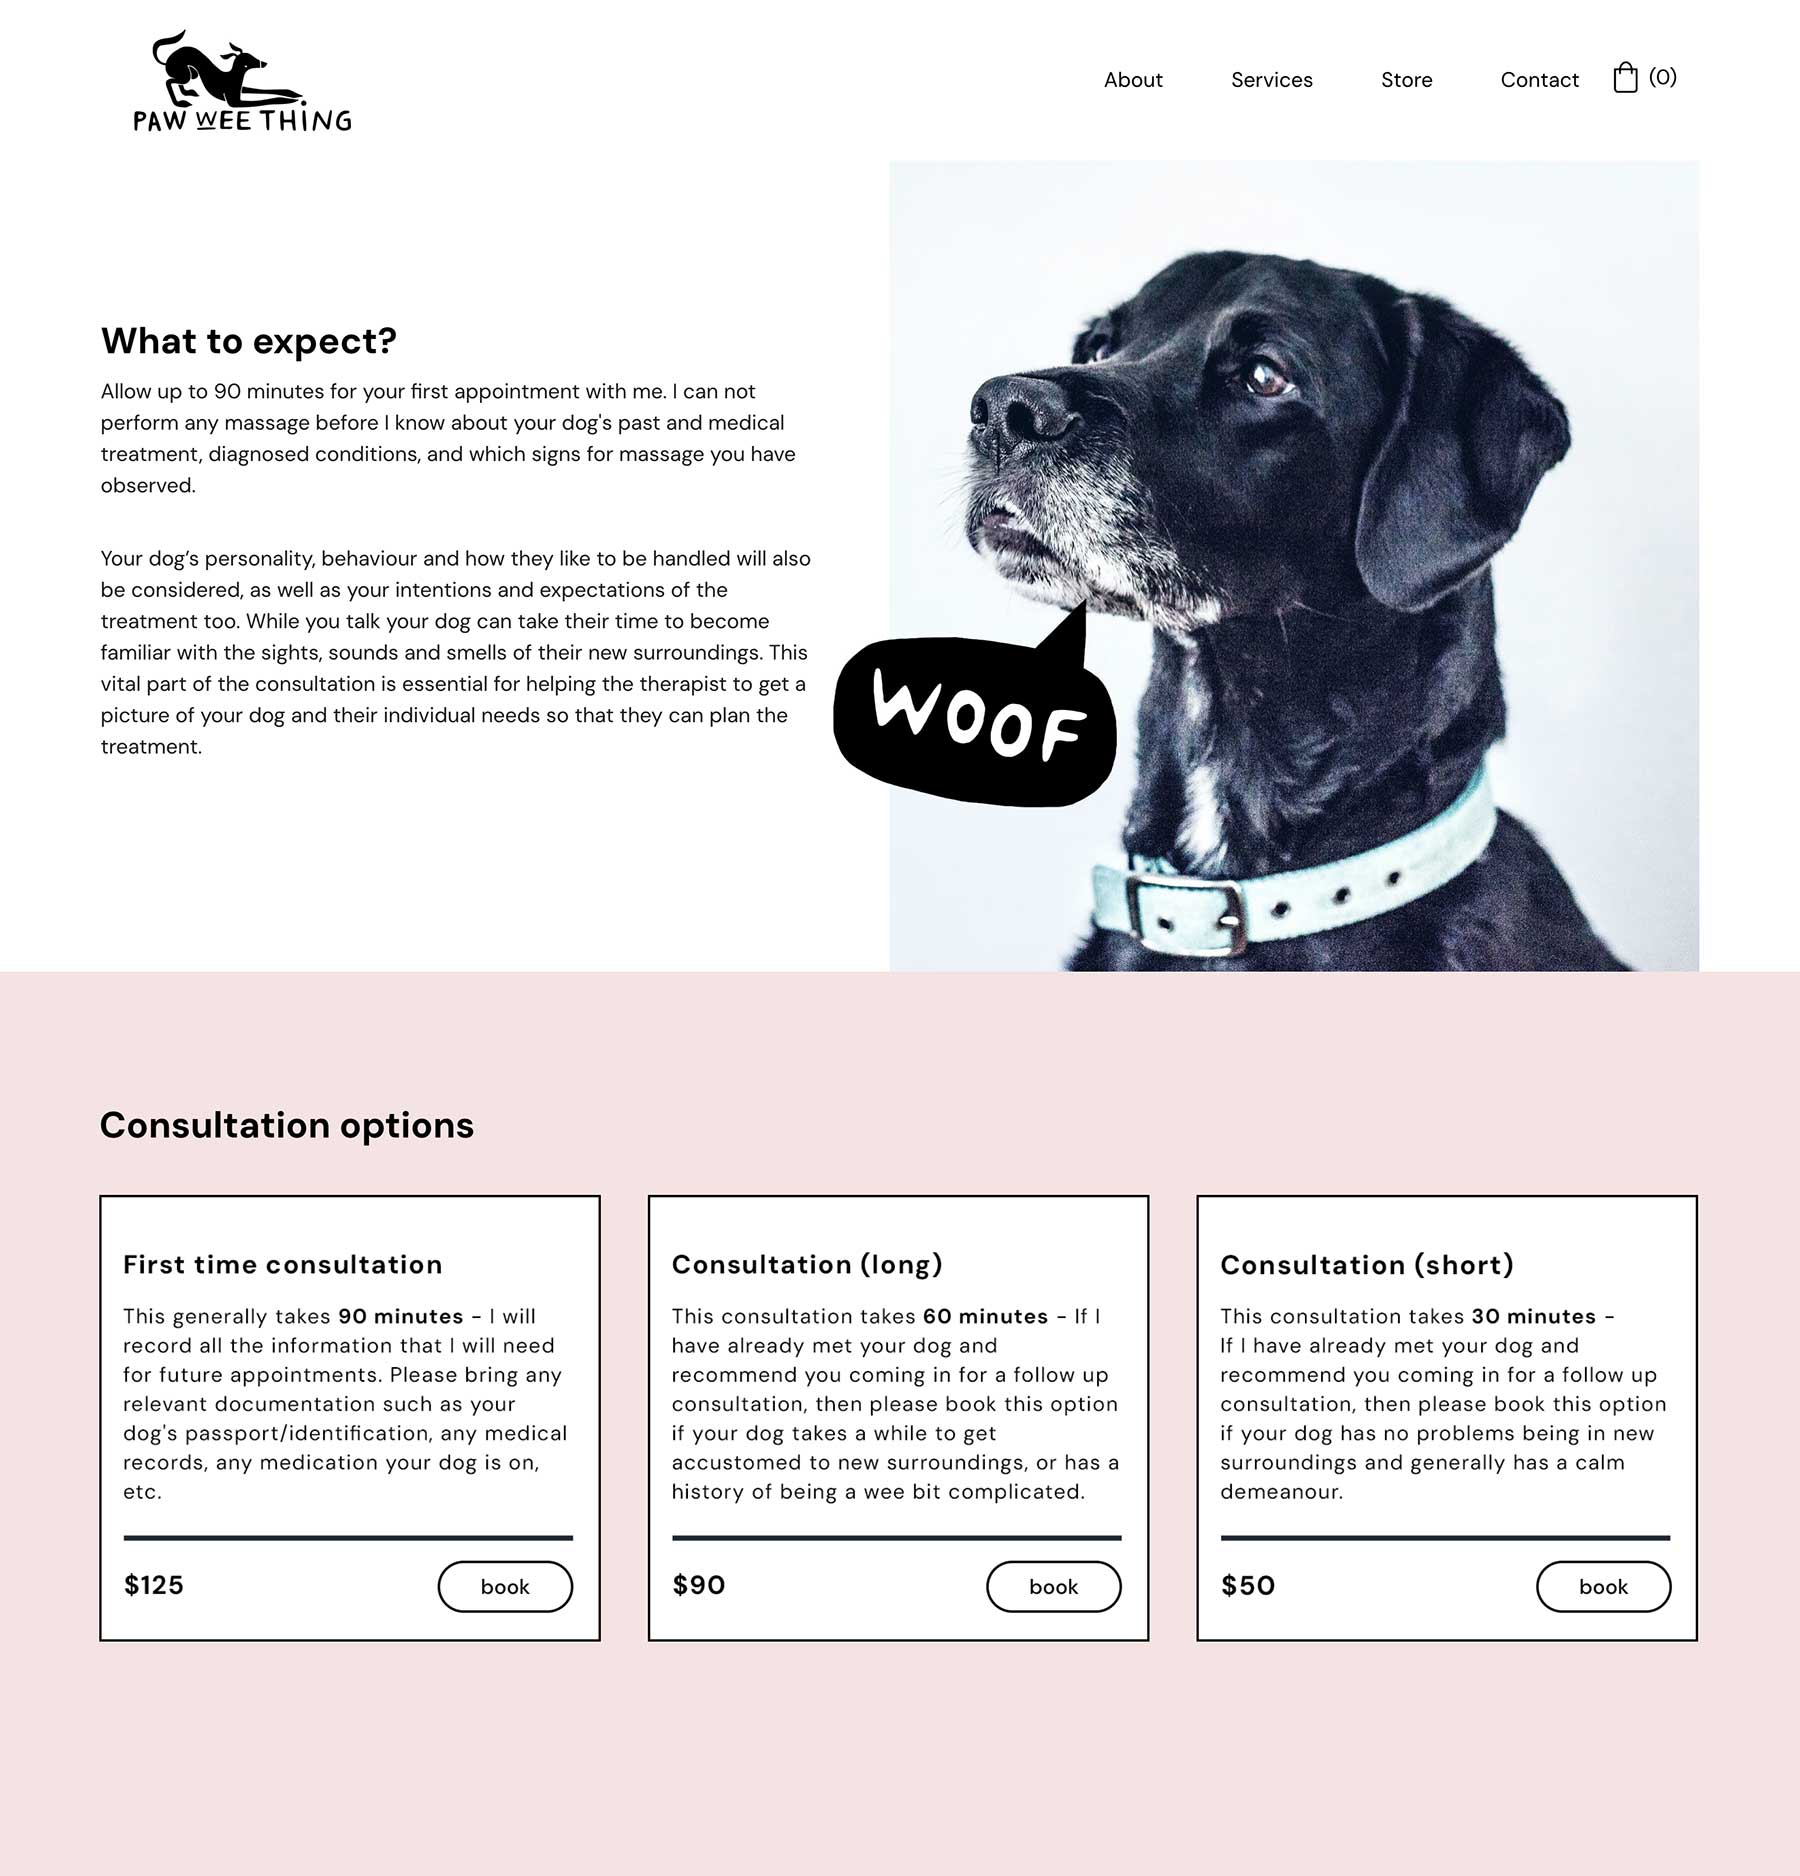 PAW WEE THING
About
Services
Store
Contact
(0)
What to expect?
Allow up to 90 minutes for your first appointment with me. I can not
perform any massage before I know about your dog's past and medical
treatment, diagnosed conditions, and which signs for massage you have
observed.
Your dog’s personality, behaviour and how they like to be handled will also
be considered, as well as your intentions and expectations of the
treatment too. While you talk your dog can take their time to become
familiar with the sights, sounds and smells of their new surroundings. This
vital part of the consultation is essential for helping the therapist to get a
picture of your dog and their individual needs so that they can plan the
treatment.
WOOF
Consultation options
First time consultation
This generally takes 90 minutes - I will
record all the information that I will need
for future appointments. Please bring any
relevant documentation such as your
dog's passport/identification, any medical
records, any medication your dog is on,
etc.
$125
book
Consultation (long)
This consultation takes 60 minutes - If I
have already met your dog and
recommend you coming in for a follow up
consultation, then please book this option
if your dog takes a while to get
accustomed to new surroundings, or has a
history of being a wee bit complicated.
$90
book
Consultation (short)
This consultation takes 30 minutes -
If I have already met your dog and
recommend you coming in for a follow up
consultation, then please book this option
if your dog has no problems being in new
surroundings and generally has a calm
demeanour.
$50
book